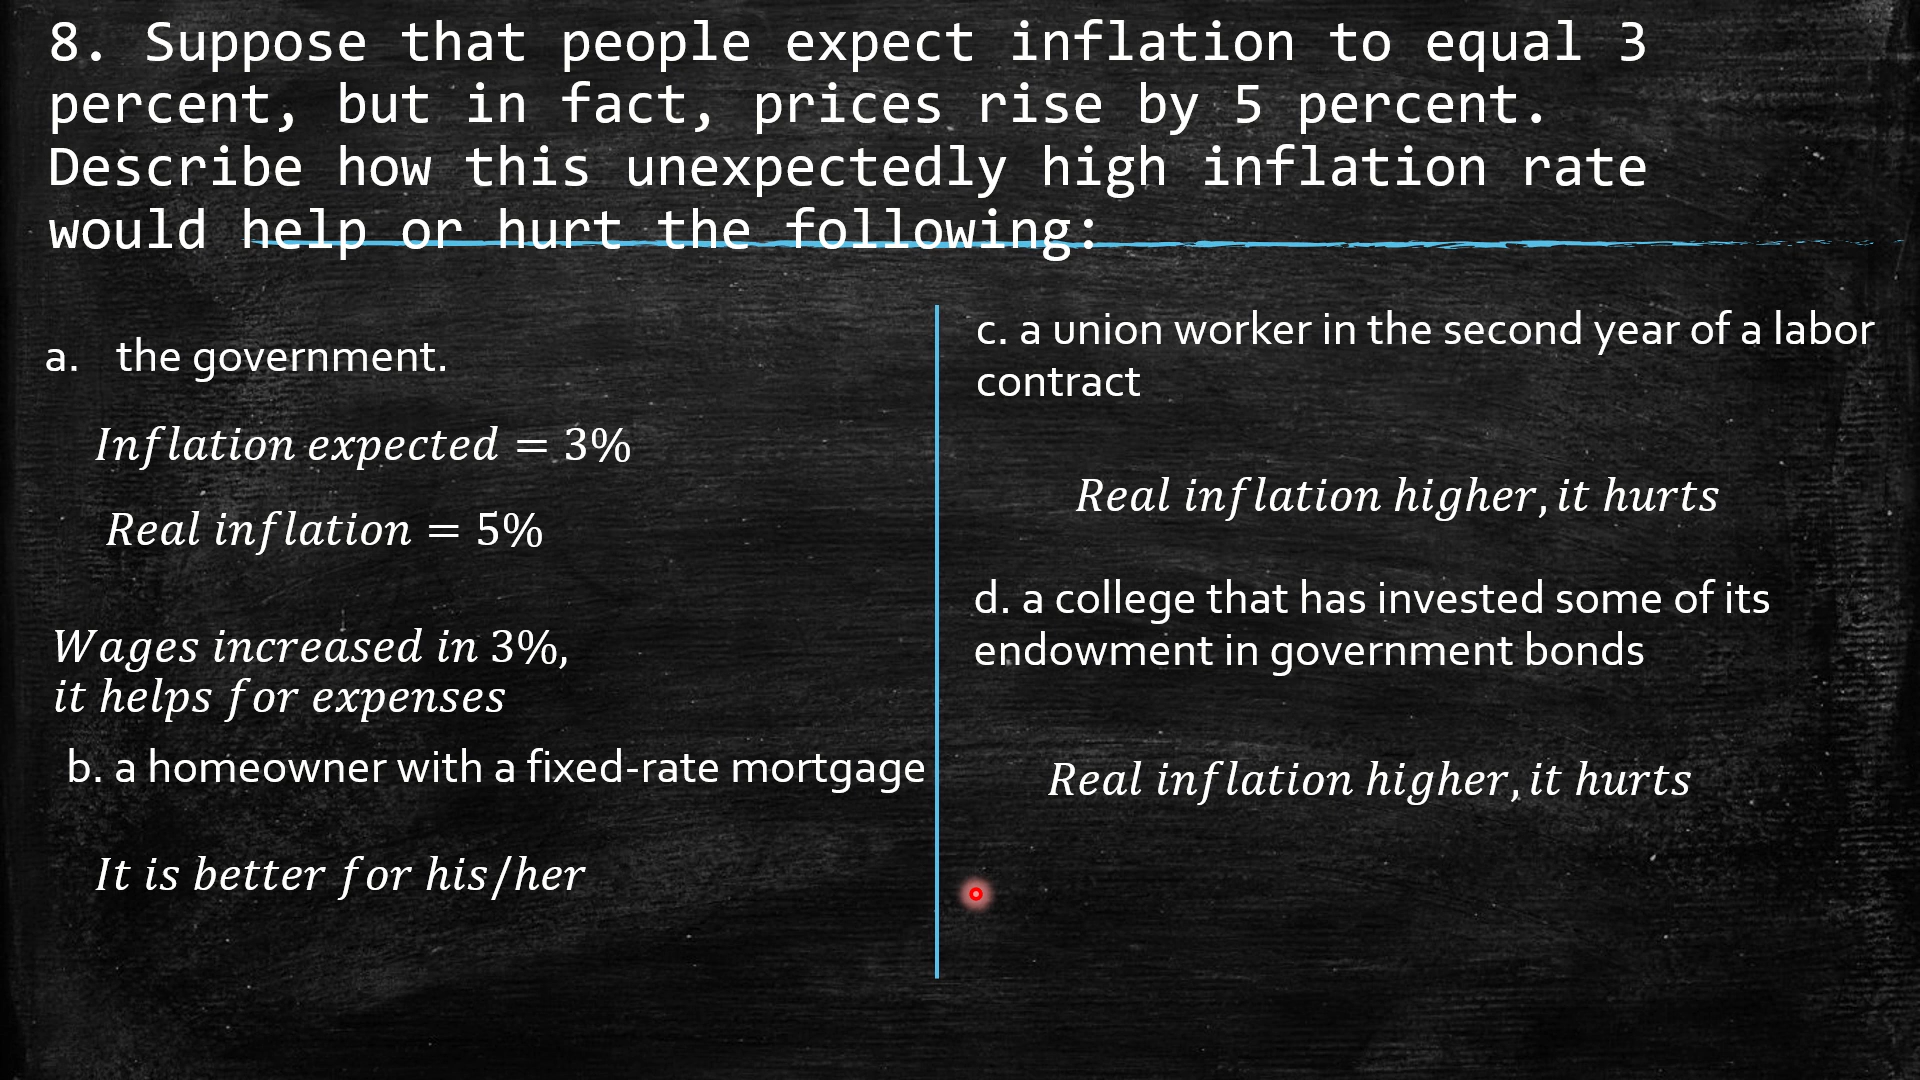 8. Suppose that people expect inflation to equal 3
percent, but in fact, prices rise by 5 percent.
Describe how this unexpectedly high inflation rate
would help or hurt the following:
a. the government.
Inflation expected = 3%
Real inflation = 5%
Wages increased in 3%,
it helps for expenses
b. a homeowner with a fixed-rate mortgage
It is better for his/her
c. a union worker in the second year of a labor
contract
Real inflation higher, it hurts
d. a college that has invested some of its
endowment in government bonds
Real inflation higher, it hurts